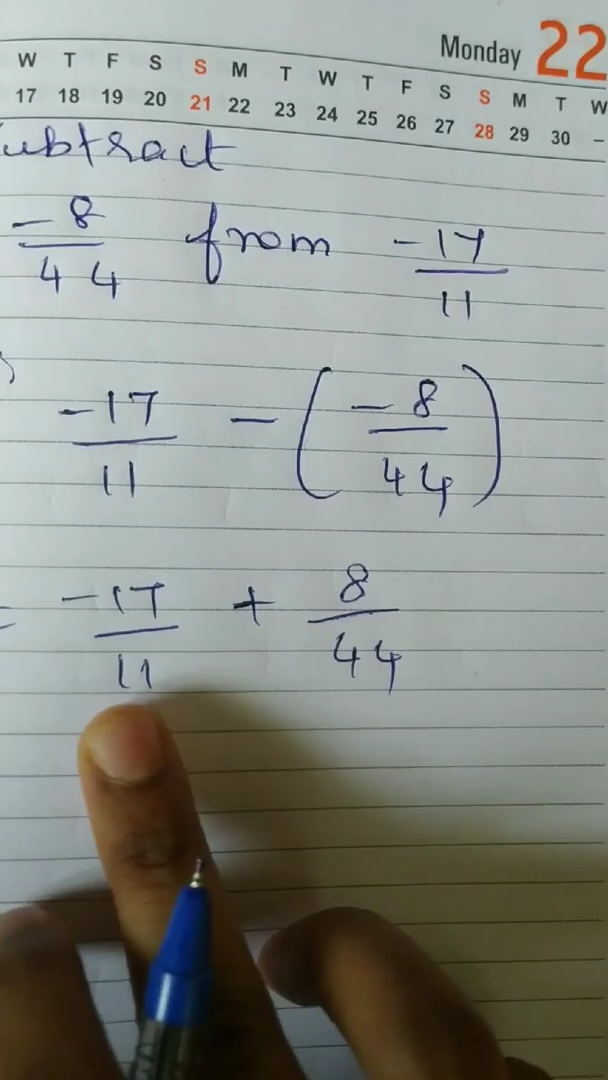 Monday 22
W T F S S M T W T F S S M T W
17 18 19 20 21 22 23 24 25 26 27 28 29 30 –
ubtract
-8/44 from -17/11
) -17/11 - (-8/44)
= -17/11 + 8/44